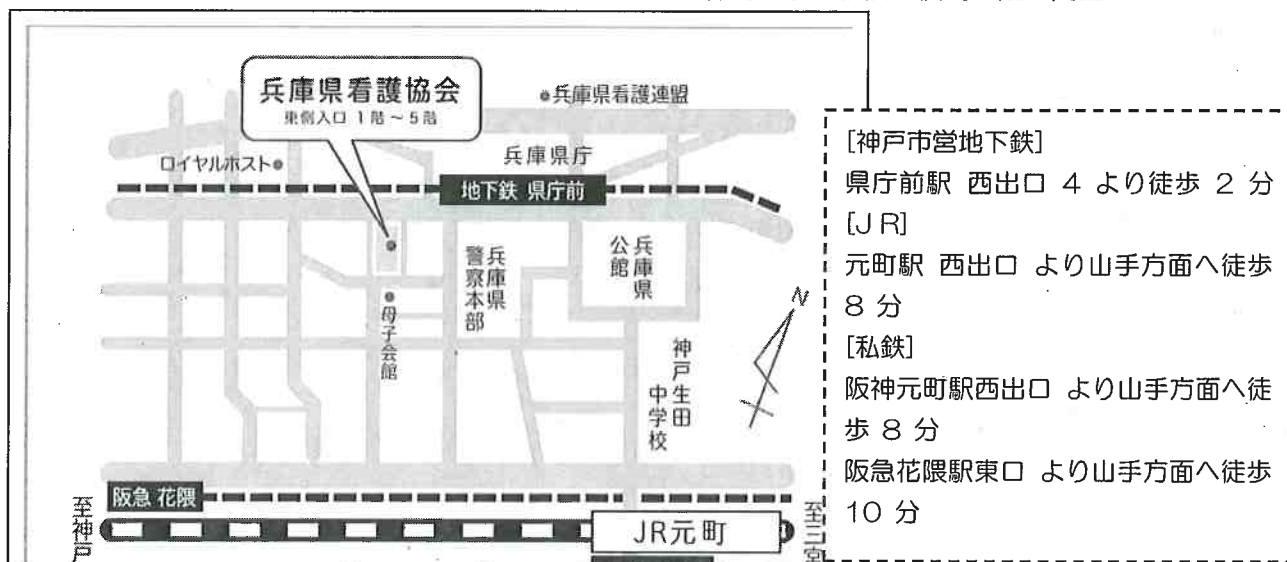 兵庫県看護協会
東側入口 1階～5階
●兵庫県看護連盟
ロイヤルホスト●
兵庫県庁
地下鉄 県庁前
兵庫県
公館
兵庫県
警察本部
●母子会館
N
神戸生田
中学校
阪急 花隈
至神戸
JR元町
至三宮
[神戸市営地下鉄]
県庁前駅 西出口 4 より徒歩 2 分
[JR]
元町駅 西出口 より山手方面へ徒歩
8 分
[私鉄]
阪神元町駅西出口 より山手方面へ徒
歩 8 分
阪急花隈駅東口 より山手方面へ徒歩
10 分